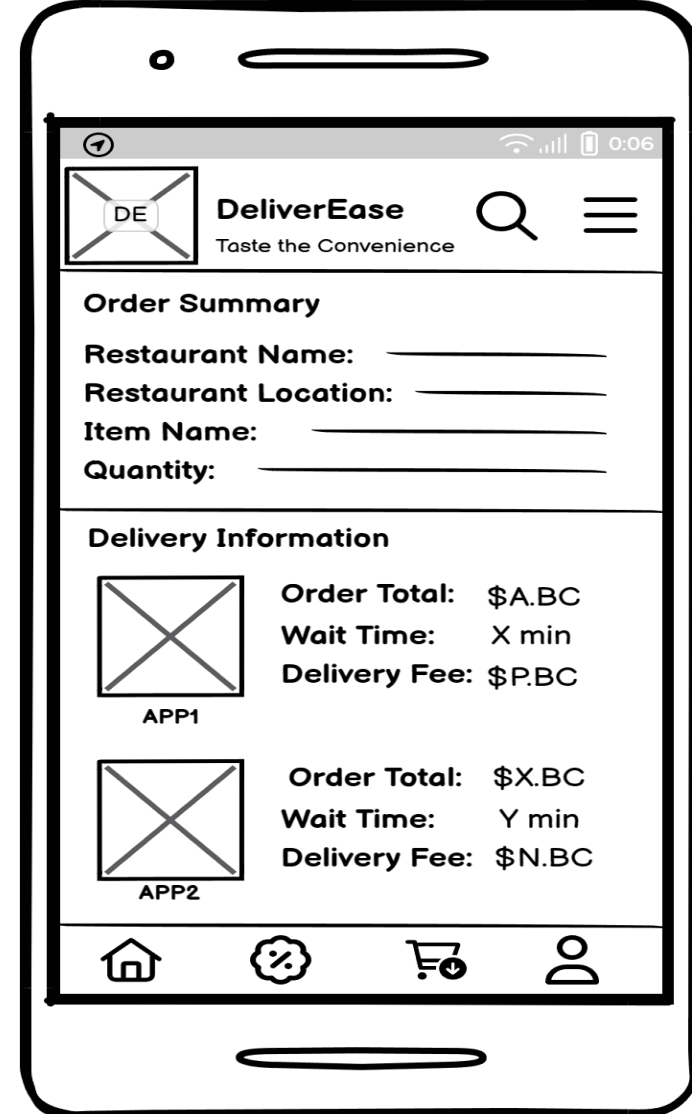 0:06
DE
DeliverEase
Taste the Convenience
Order Summary
Restaurant Name:
Restaurant Location:
Item Name:
Quantity:
Delivery Information
Order Total: $A.BC
Wait Time: X min
Delivery Fee: $P.BC
APP1
Order Total: $X.BC
Wait Time: Y min
Delivery Fee: $N.BC
APP2